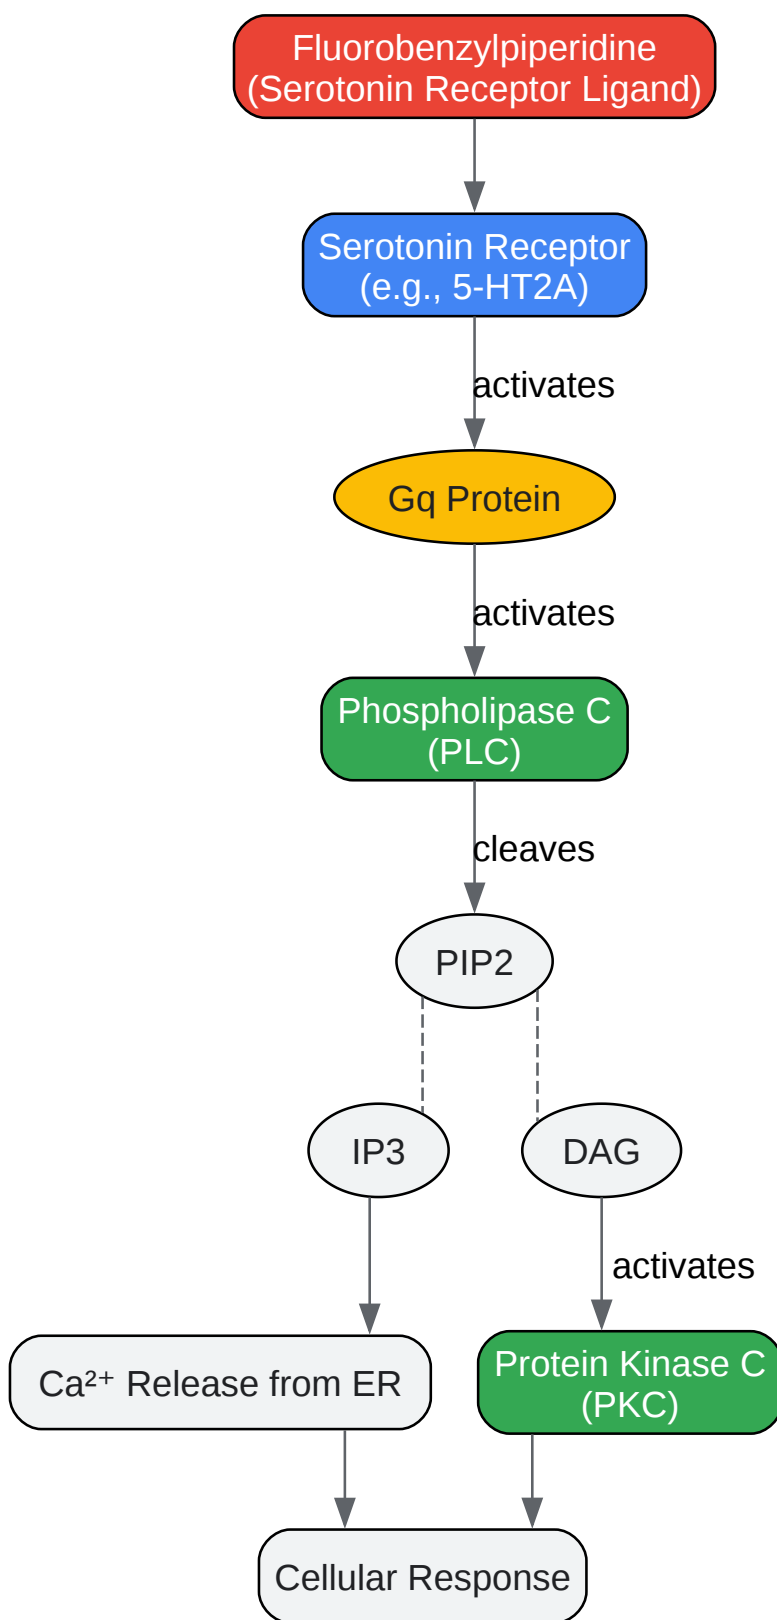 Fluorobenzylpiperidine
(Serotonin Receptor Ligand)
Serotonin Receptor
(e.g., 5-HT2A)
activates
Gq Protein
activates
Phospholipase C
(PLC)
cleaves
PIP2
IP3
DAG
activates
Ca²⁺ Release from ER
Protein Kinase C
(PKC)
Cellular Response